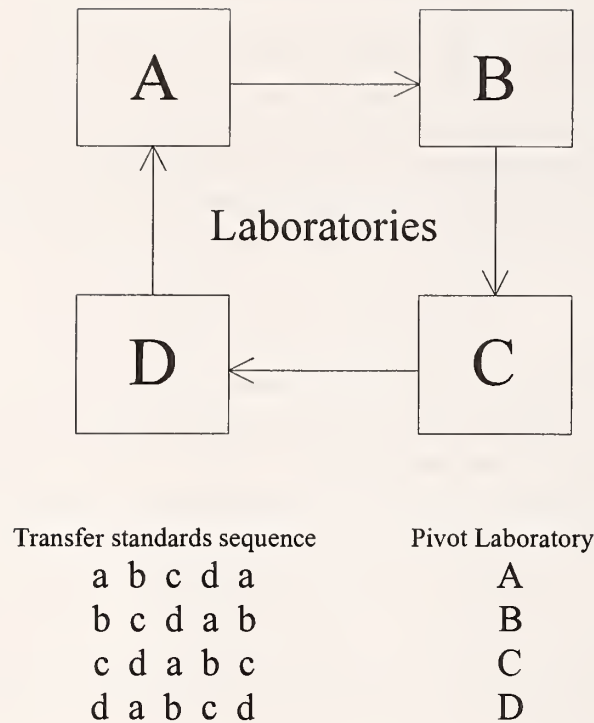 A B
Laboratories
D C
Transfer standards sequence Pivot Laboratory
a b c d a A
b c d a b B
c d a b c C
d a b c d D